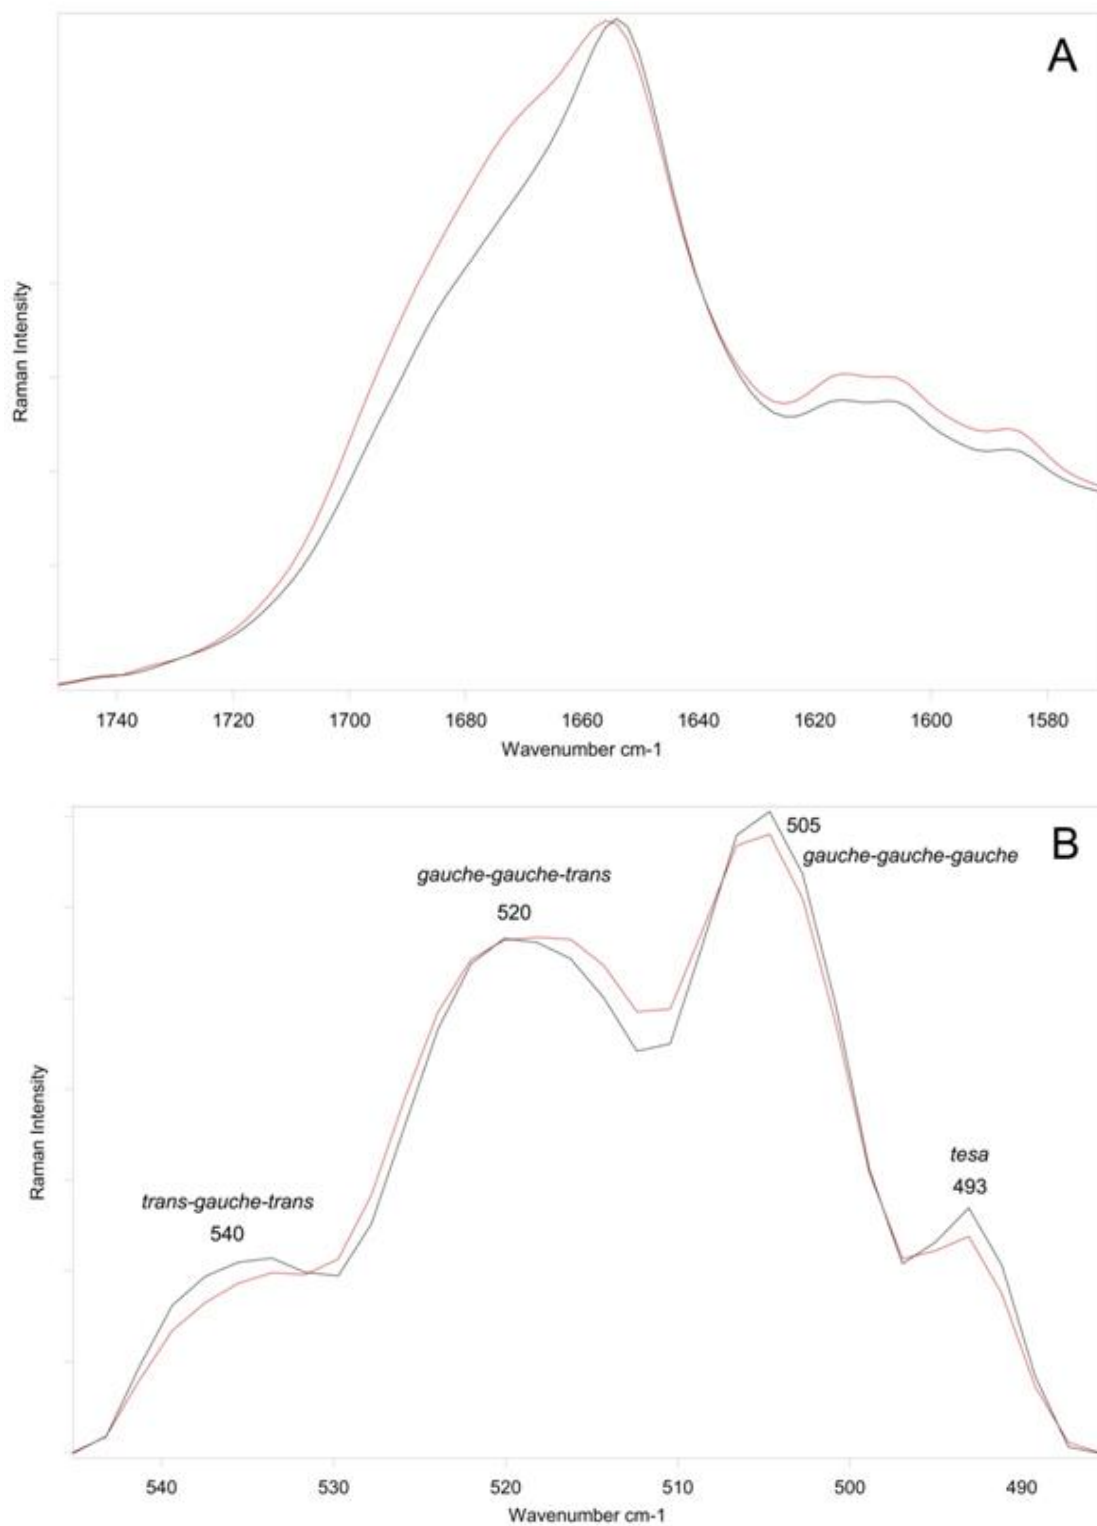 A
Raman Intensity
1740 1720 1700 1680 1660 1640 1620 1600 1580
Wavenumber cm-1
B
505
gauche-gauche-gauche
gauche-gauche-trans
520
tesa
493
trans-gauche-trans
540
Raman Intensity
540 530 520 510 500 490
Wavenumber cm-1